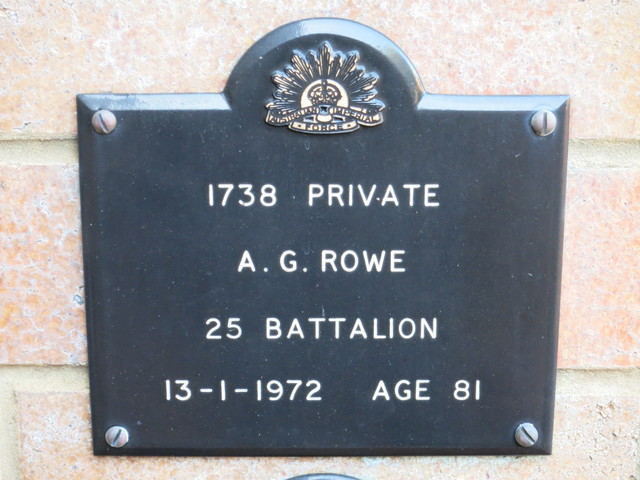 AUSTRALIAN IMPERIAL
FORCE
1738 PRIVATE
A. G. ROWE
25 BATTALION
13-1-1972 AGE 81